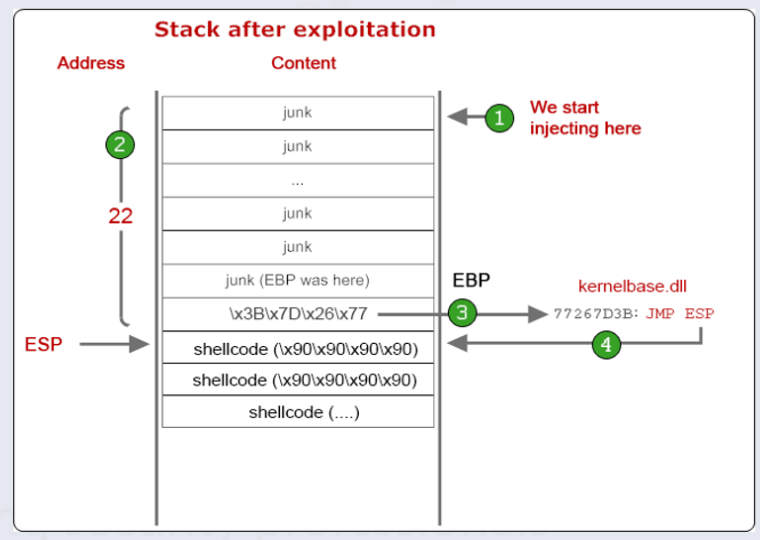 Stack after exploitation
Address
Content
junk
1
We start
injecting here
2
junk
...
22
junk
junk
junk (EBP was here)
EBP
kernelbase.dll
\x3B\x7D\x26\x77
3
77267D3B: JMP ESP
ESP
shellcode (\x90\x90\x90\x90)
4
shellcode (\x90\x90\x90\x90)
shellcode (....)